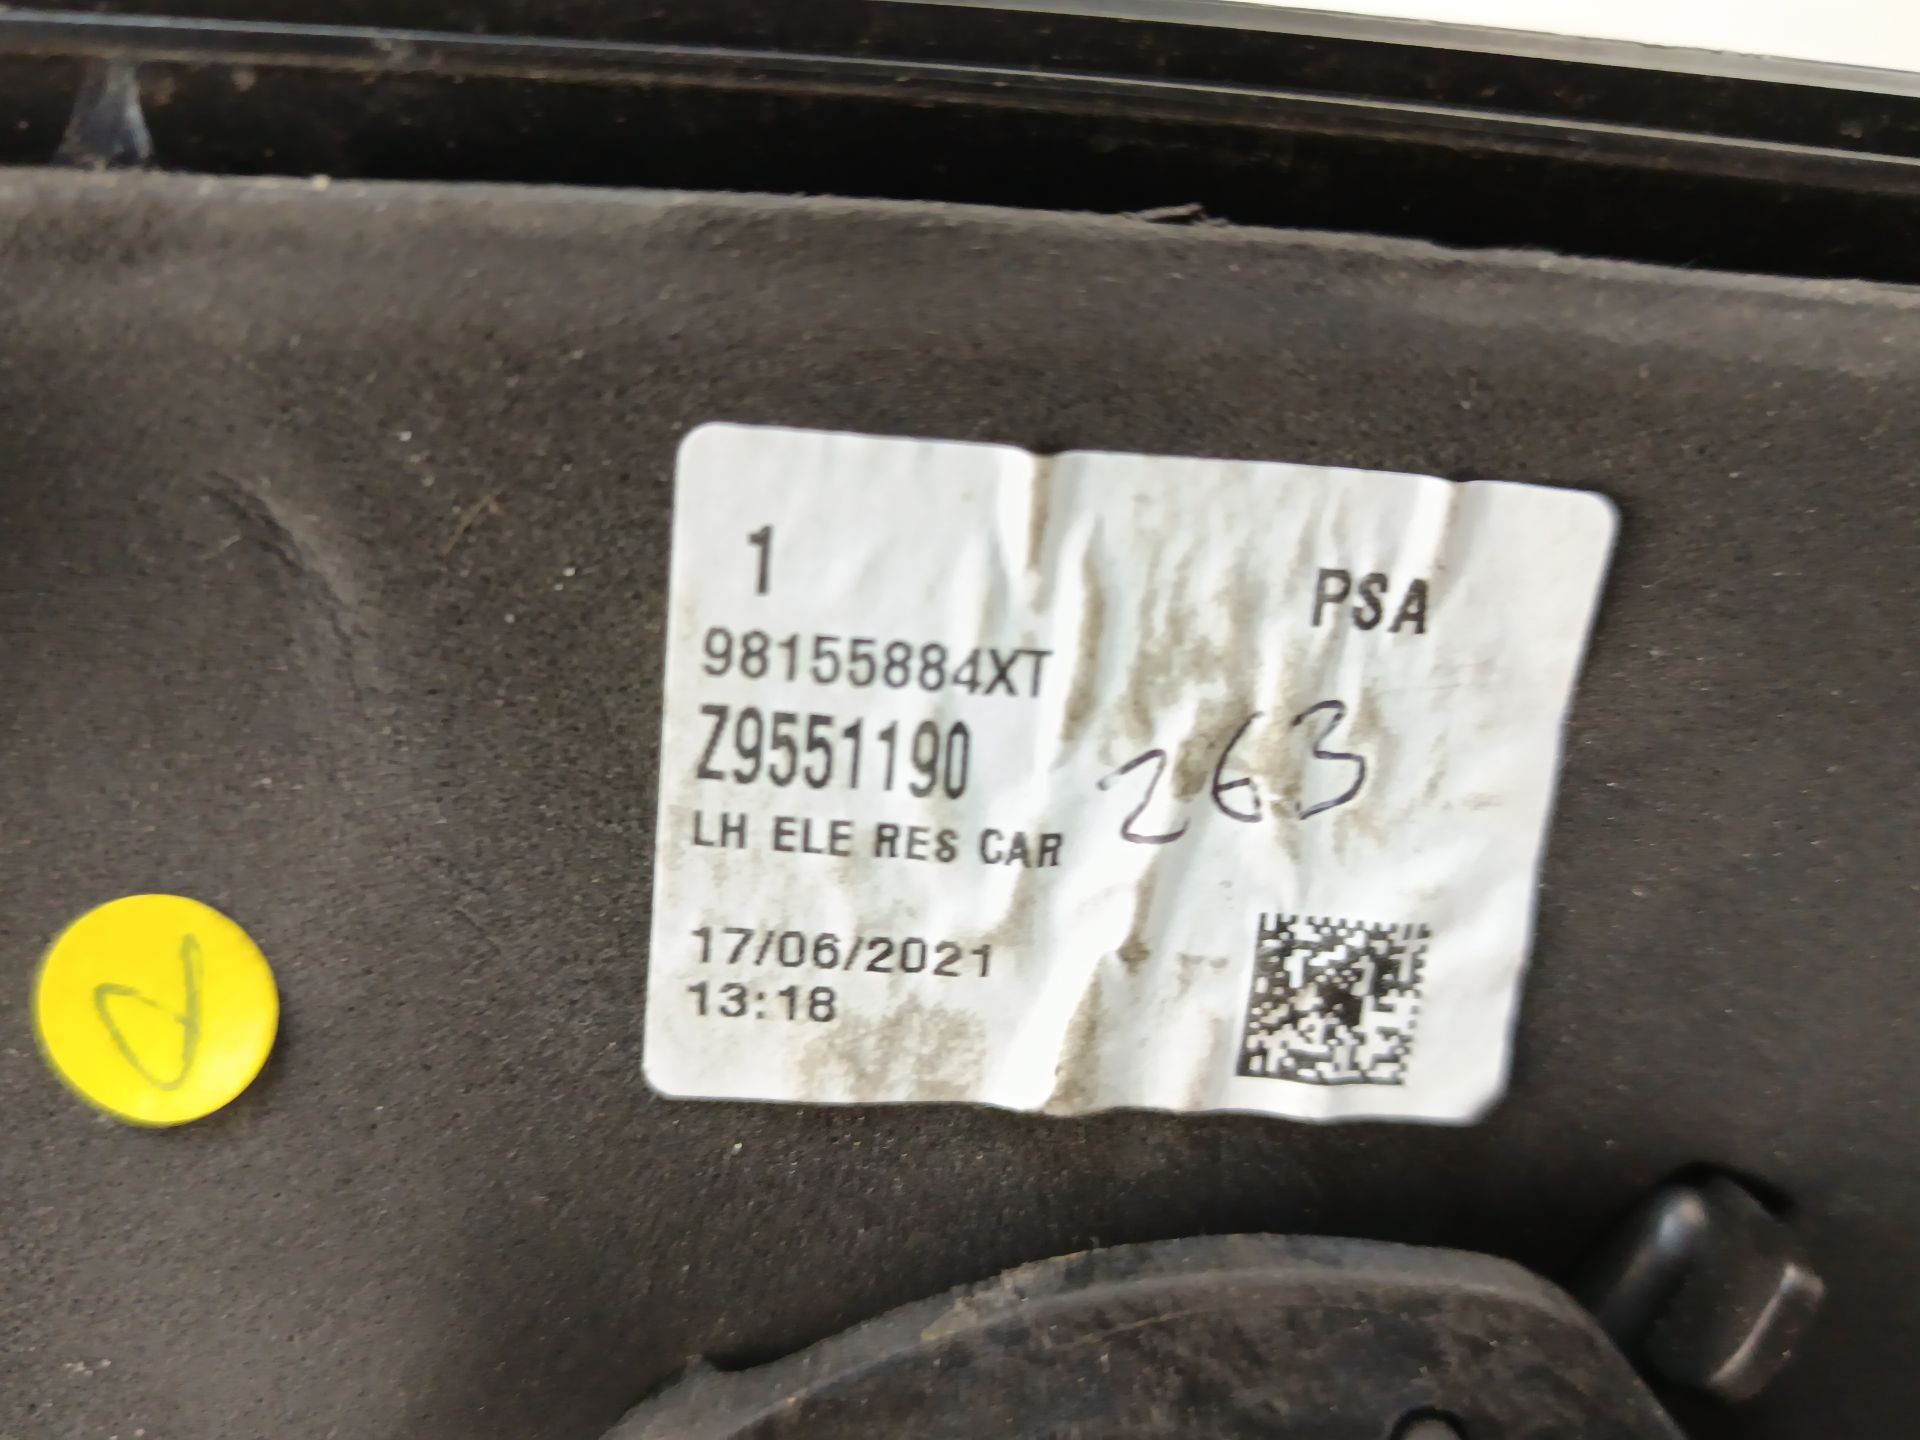 1
PSA
98155884XT
Z9551190
263
LH ELE RES CAR
17/06/2021
13:18